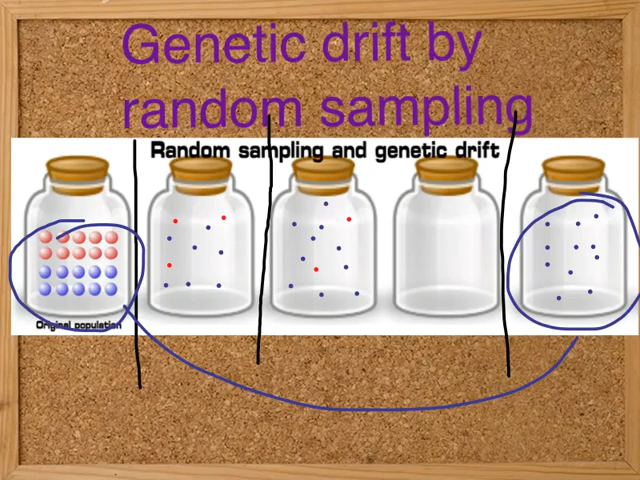 Genetic drift by
random sampling
Random sampling and genetic drift
Original population